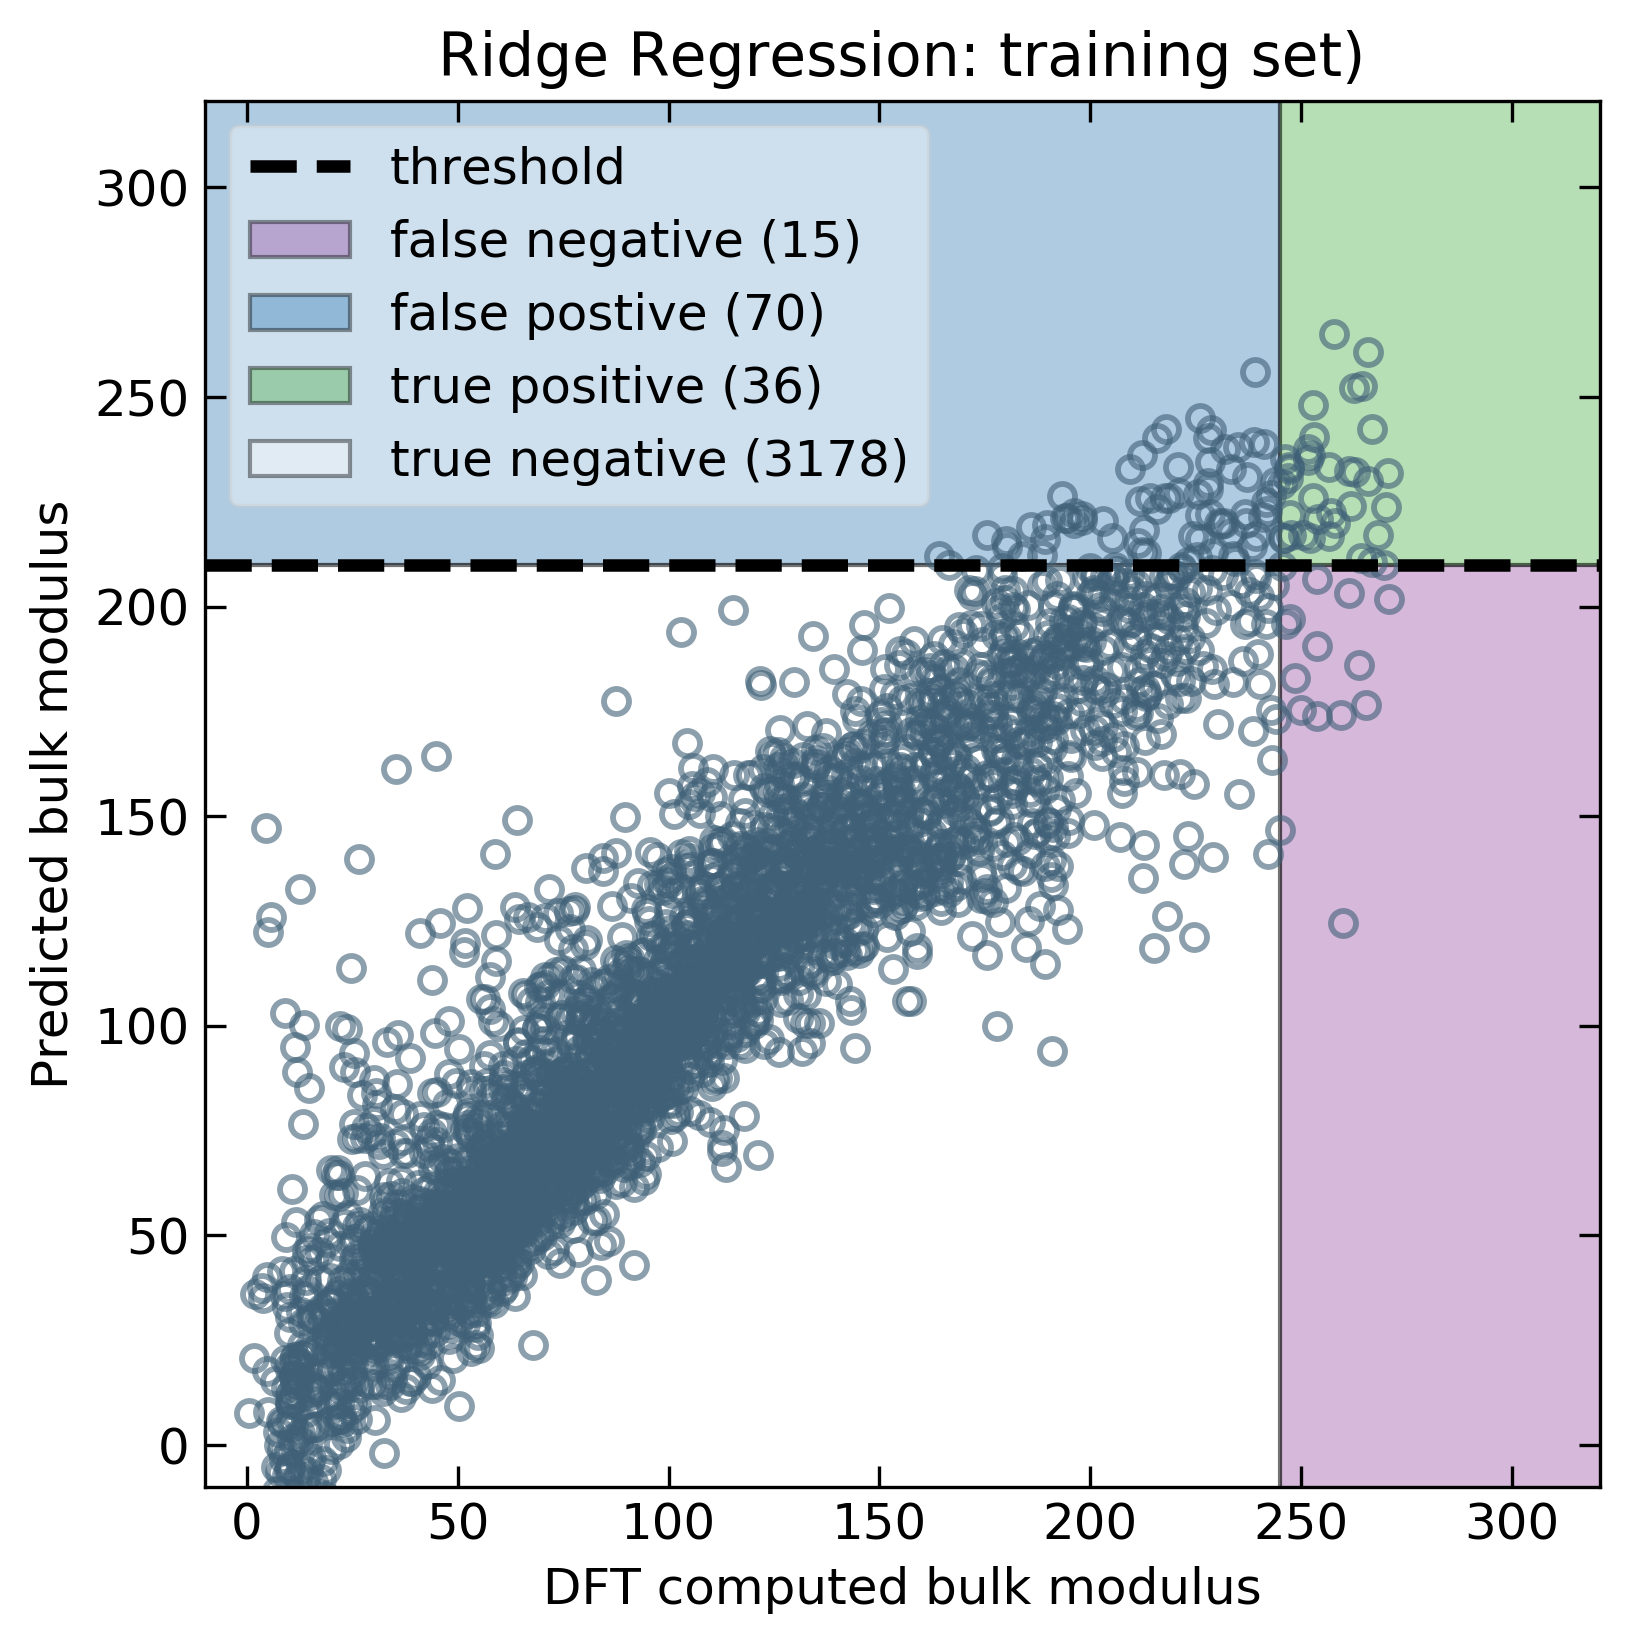 Ridge Regression: training set)
threshold
false negative (15)
false postive (70)
true positive (36)
true negative (3178)
300
250
200
150
100
50
0
Predicted bulk modulus
0 50 100 150 200 250 300
DFT computed bulk modulus